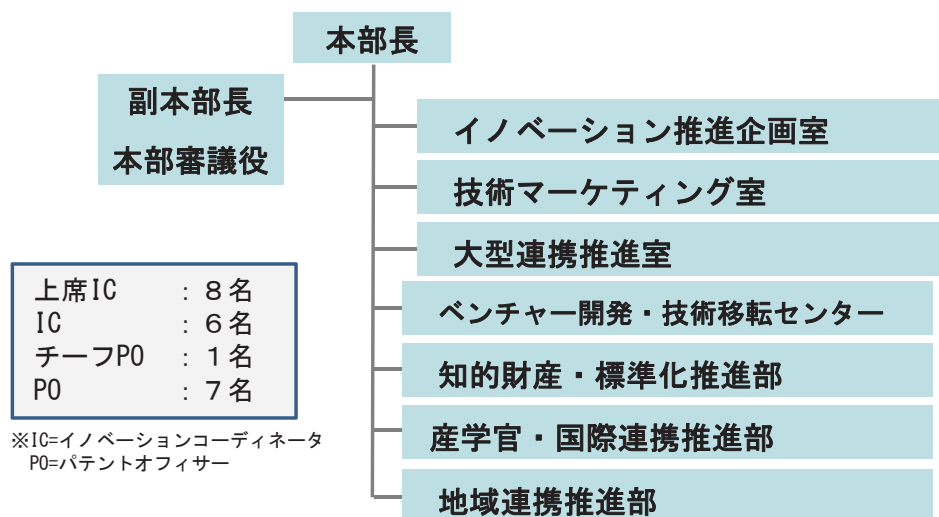 本部長
副本部長
本部審議役
イノベーション推進企画室
技術マーケティング室
大型連携推進室
ベンチャー開発・技術移転センター
知的財産・標準化推進部
産学官・国際連携推進部
地域連携推進部
上席IC : 8名
IC : 6名
チーフPO : 1名
PO : 7名
※IC=イノベーションコーディネータ
PO=パテントオフィサー